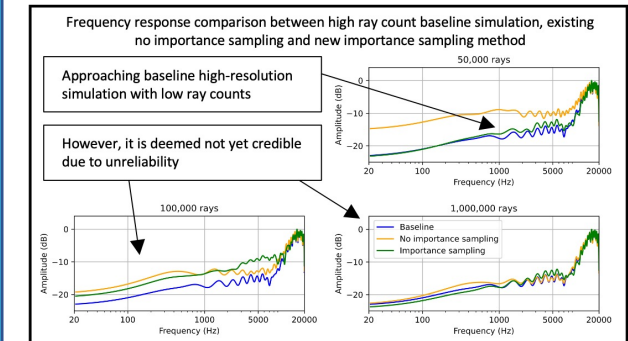 Frequency response comparison between high ray count baseline simulation, existing
no importance sampling and new importance sampling method
Approaching baseline high-resolution
simulation with low ray counts
However, it is deemed not yet credible
due to unreliability
50,000 rays
Amplitude (dB)
0
−10
−20
20
100
1000
5000
20000
Frequency (Hz)
100,000 rays
Amplitude (dB)
0
−10
−20
20
100
1000
5000
20000
Frequency (Hz)
1,000,000 rays
Amplitude (dB)
0
−10
−20
Baseline
No importance sampling
Importance sampling
20
100
1000
5000
20000
Frequency (Hz)